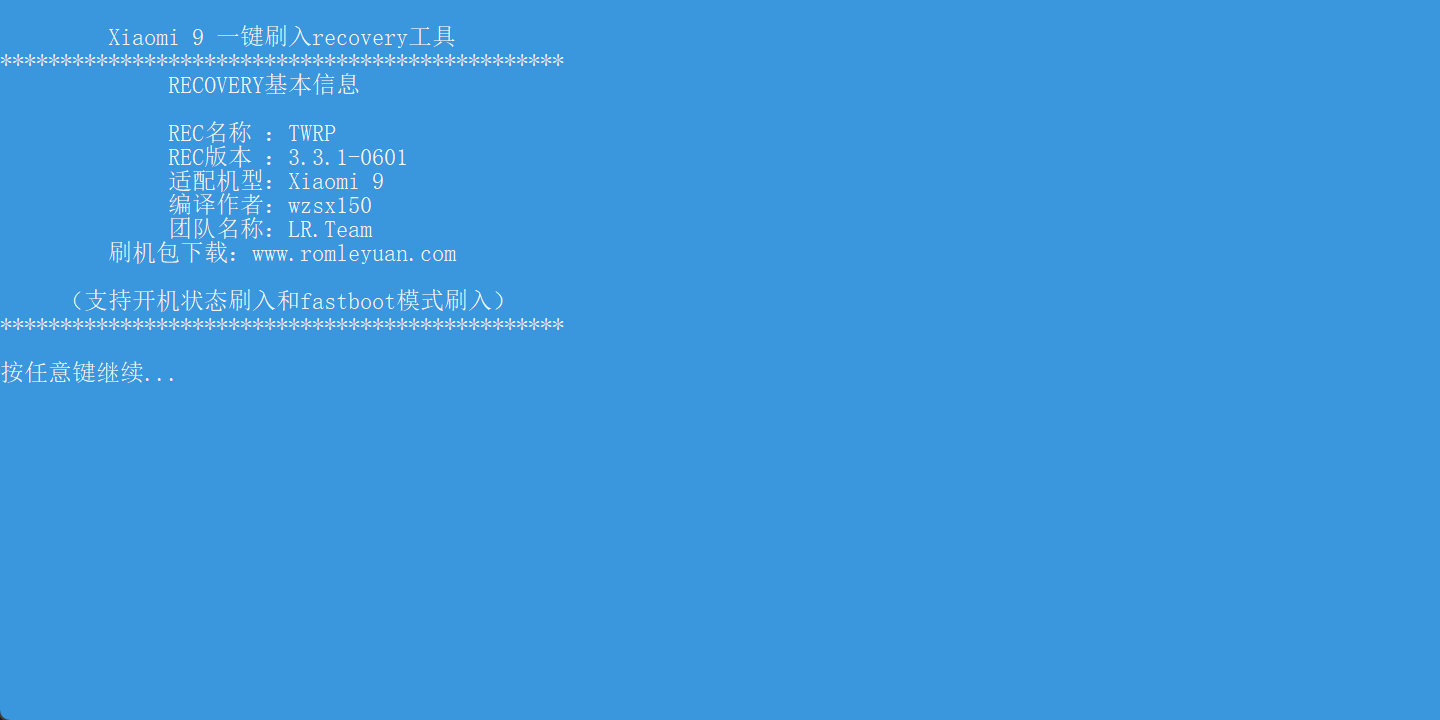 Xiaomi 9 一键刷入recovery工具
***********************************************
RECOVERY基本信息
REC名称 ：TWRP
REC版本 ：3.3.1-0601
适配机型：Xiaomi 9
编译作者：wzsx150
团队名称：LR.Team
刷机包下载：www.romleyuan.com
（支持开机状态刷入和fastboot模式刷入）
***********************************************
按任意键继续...